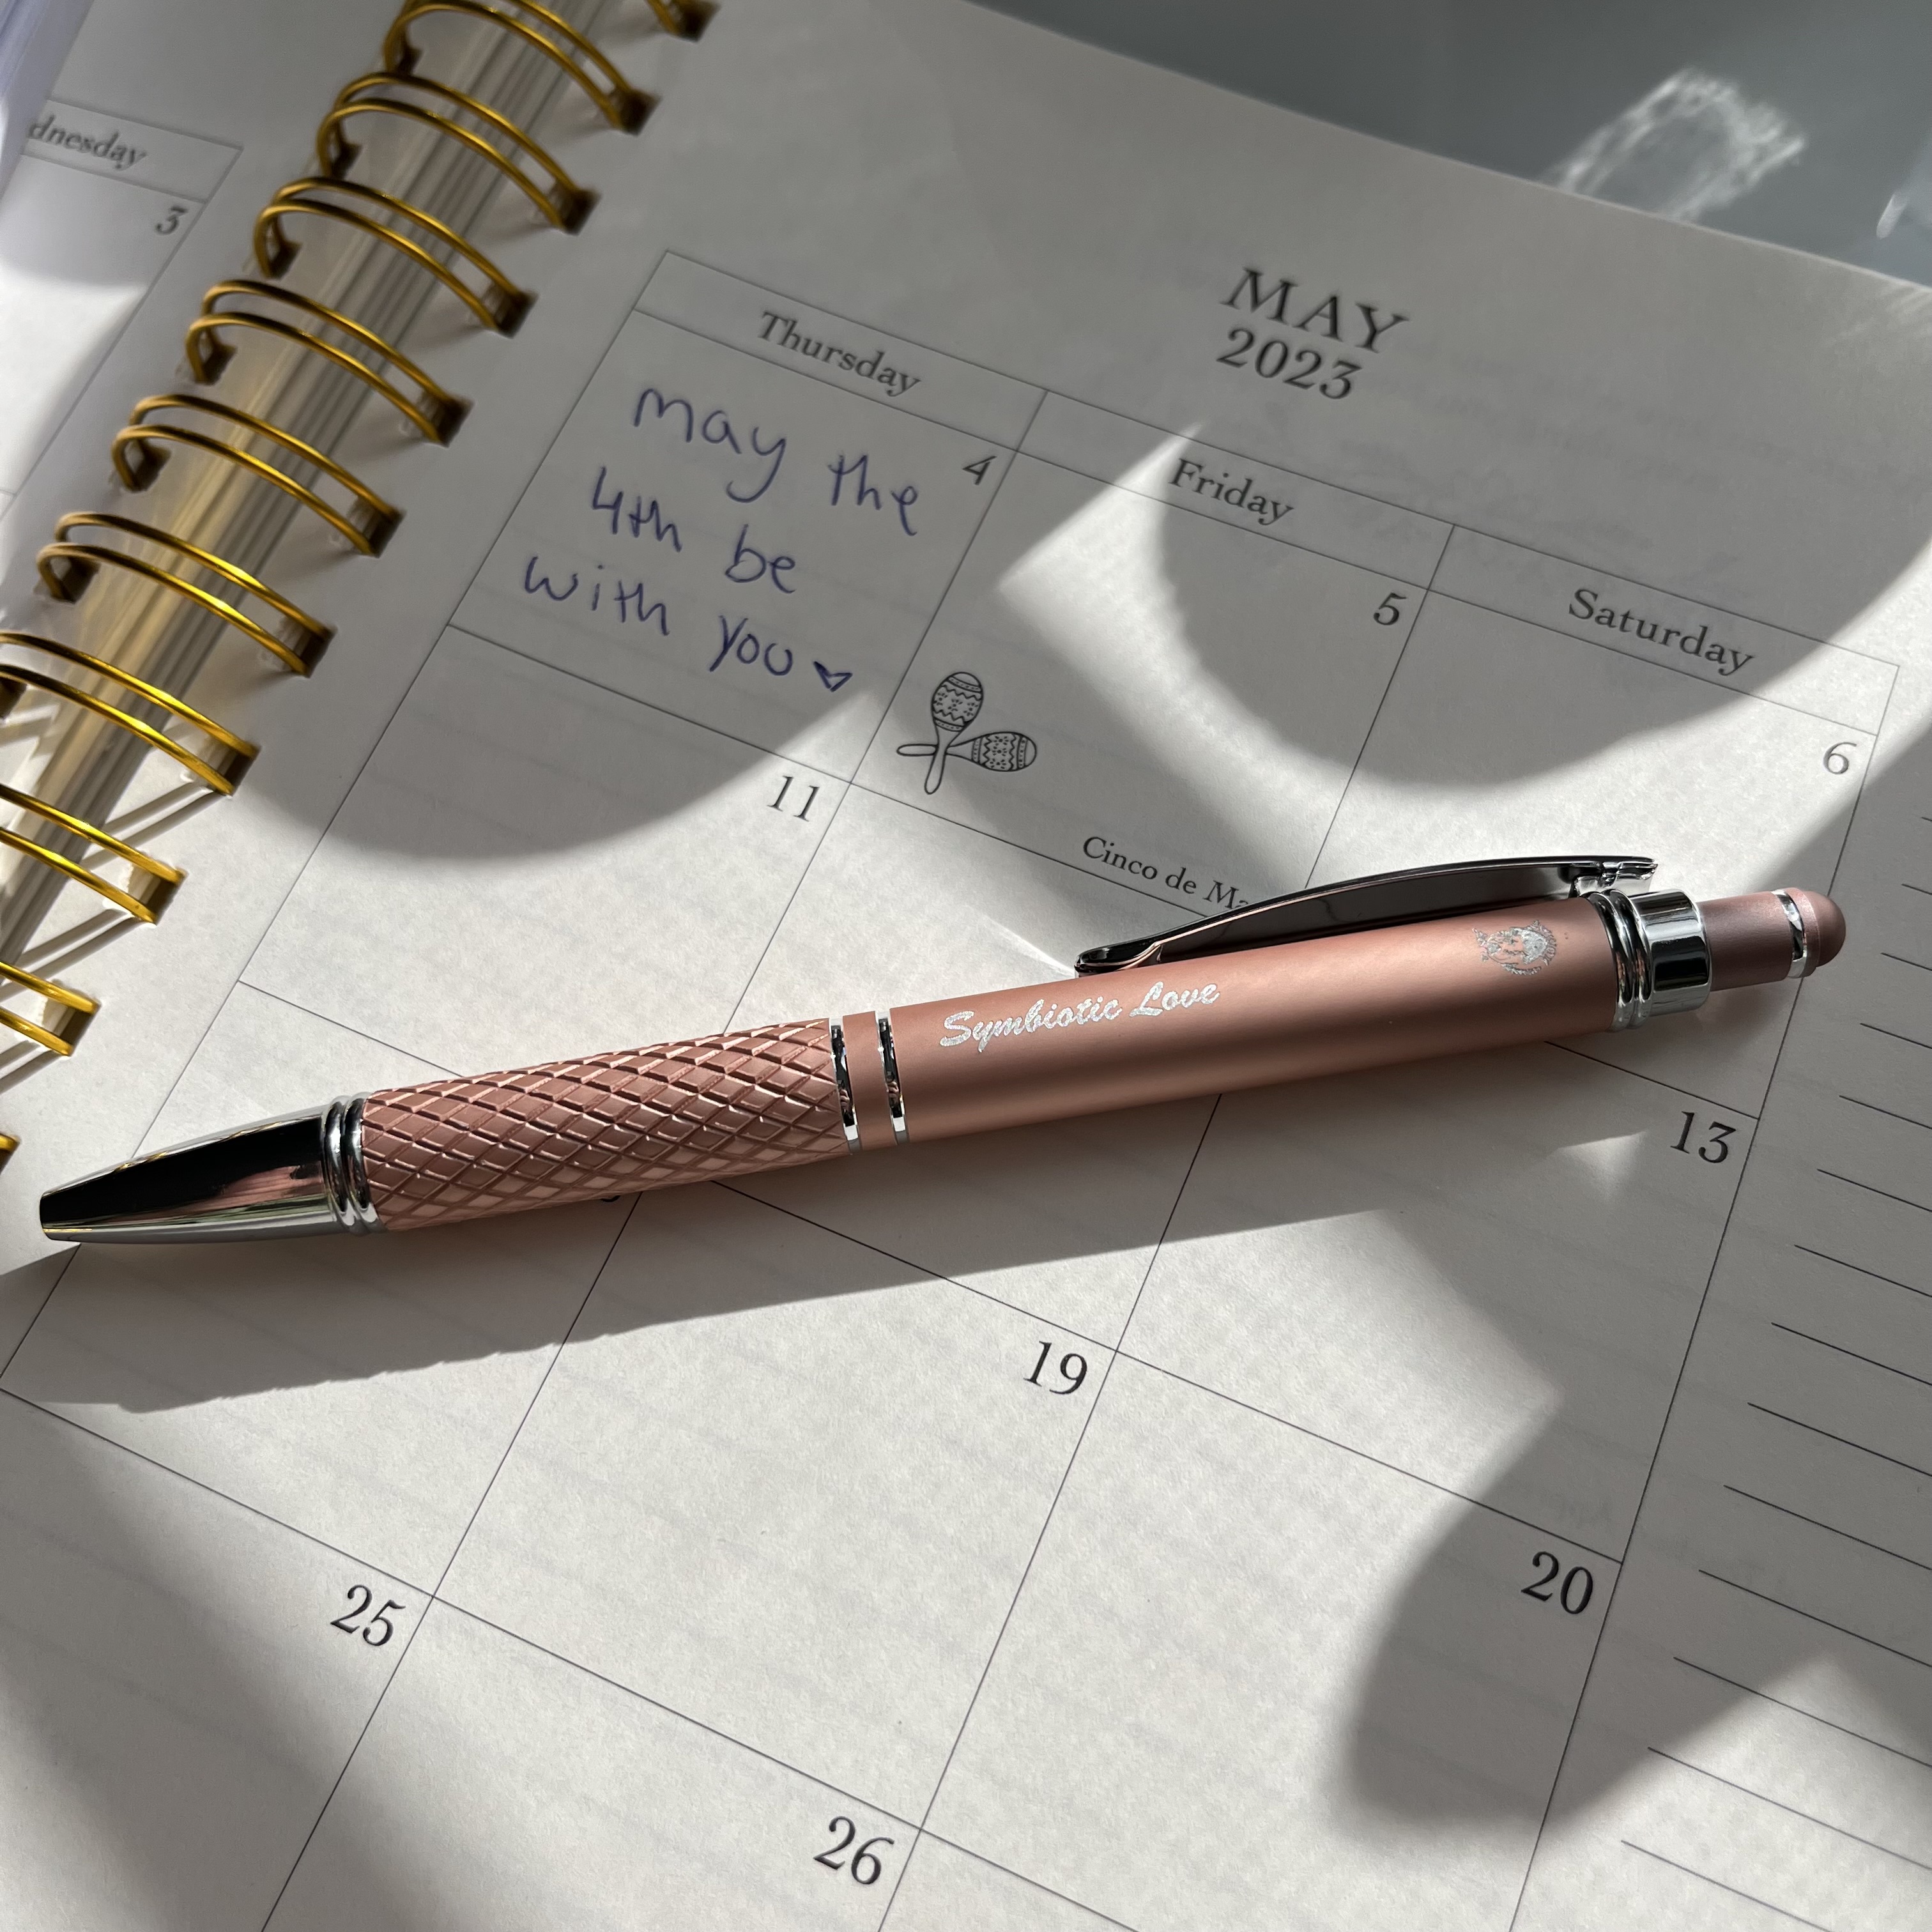 dnesday
3
MAY
2023
Thursday
Friday
Saturday
4
may the
4th be
with you
5
Cinco de Ma
6
11
Symbiotic Love
13
19
20
25
26